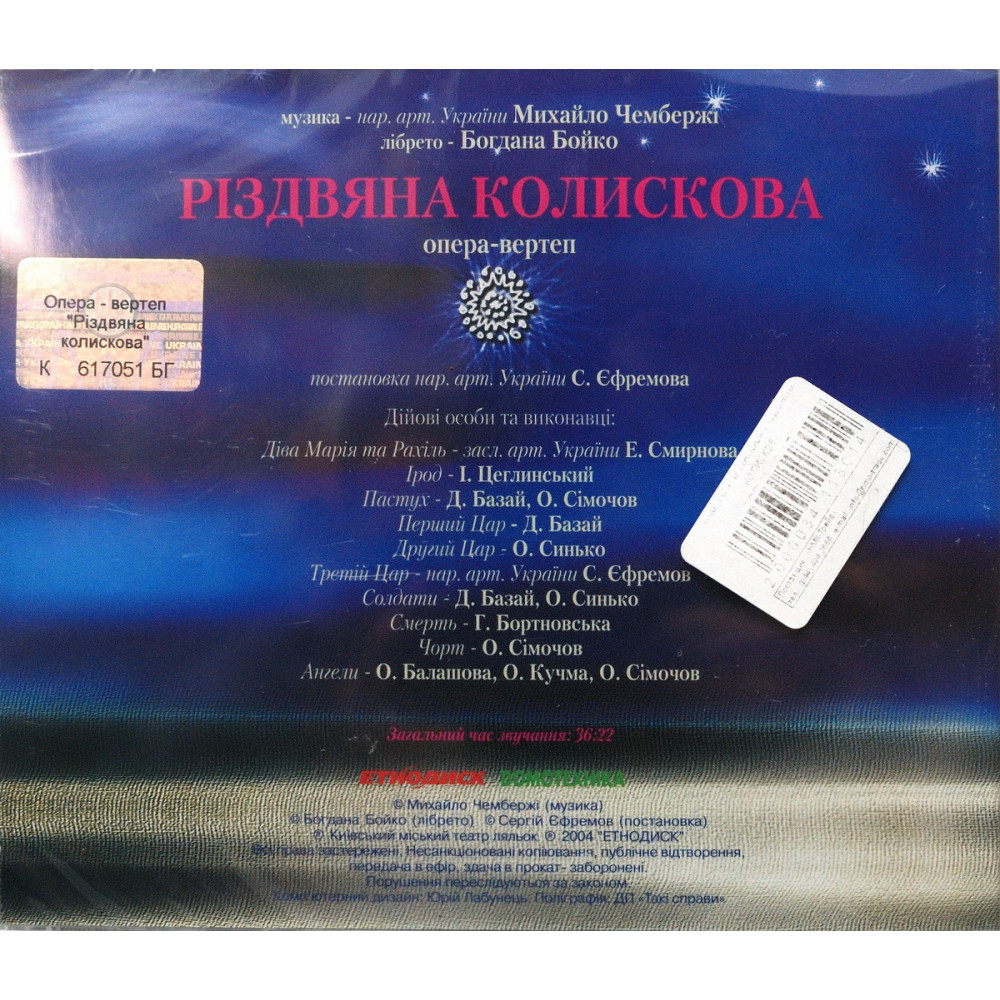 музика - нар. арт. України Михайло Чембержі
лібрето - Богдана Бойко
РІЗДВЯНА КОЛИСКОВА
опера-вертеп
Опера - вертеп
"Різдвяна
колискова"
К 617051 БГ
постановка нар. арт. України С. Єфремова
Дійові особи та виконавці:
Діва Марія та Рахіль - засл. арт. України Е. Смирнова
Ірод - І. Цеглинський
Пастух - Д. Базай, О. Сімочов
Перший Цар - Д. Базай
Другий Цар - О. Синько
Третій Цар - нар. арт. України С. Єфремов
Солдати - Д. Базай, О. Синько
Смерть - Г. Бортновська
Чорт - О. Сімочов
Ангели - О. Балашова, О. Кучма, О. Сімочов
Загальний час звучання: 36:22
ЕТНОДИСК ДОМОТЕХНІКА
© Михайло Чембержі (музика)
© Богдана Бойко (лібрето) © Сергій Єфремов (постановка)
℗ Київський міський театр ляльок ℗ 2004 "ЕТНОДИСК"
Всі права застережені. Несанкціоновані копіювання, публічне відтворення,
передача в ефір, здача в прокат- заборонені.
Порушення переслідуються за законом.
Комп'ютерний дизайн: Юрій Лабунець. Поліграфія: ДП «Такі справи».